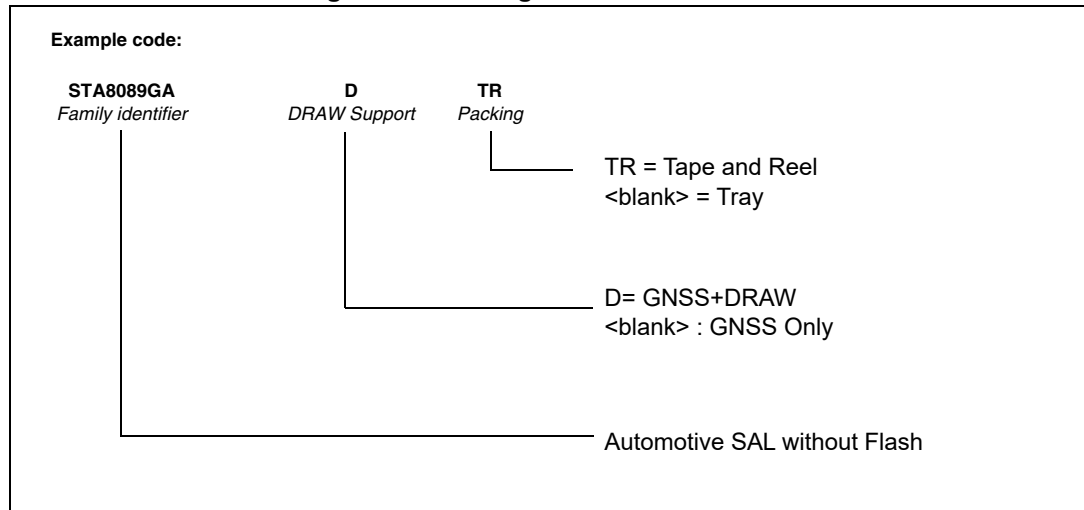 Example code:
STA8089GA D TR
Family identifier DRAW Support Packing
TR = Tape and Reel
<blank> = Tray
D= GNSS+DRAW
<blank> : GNSS Only
Automotive SAL without Flash